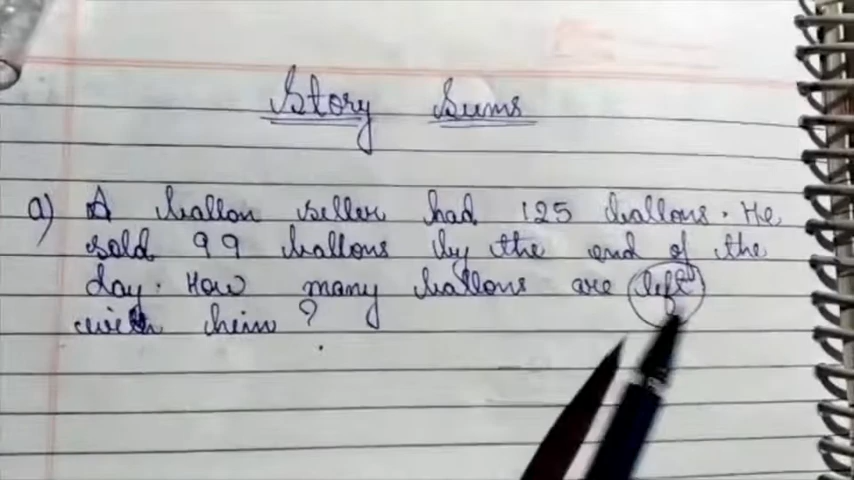 Story Sums
a) A ballon seller had 125 ballons. He
sold 99 ballons by the end of the
day. How many ballons are left
with him ?